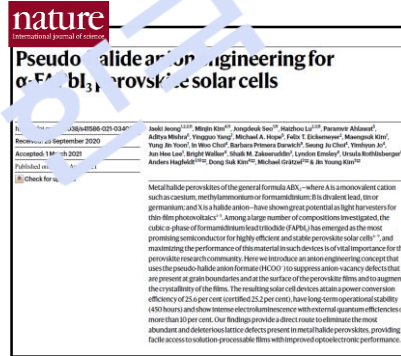 nature
International journal of science
Pseudo halide anion engineering for
α-FAPbI₃ perovskite solar cells
Received: 23 September 2020
Accepted: 1 March 2021
Published
Check for
Jaeki Jeong, Minjin Kim, Jongdeuk Seo, Haizhou Lu, Paramvir Ahlawat,
Aditya Mishra, Yingguo Yang, Michael A. Hope, Felix T. Eickemeyer, Maengsuk Kim,
Yung Jin Yoon, In Woo Choi, Barbara Primera Darwich, Seung Ju Choi, Yimhyun Jo,
Jun Hee Lee, Bright Walker, Shaik M. Zakeeruddin, Lyndon Emsley, Ursula Rothlisberger
Anders Hagfeldt, Dong Suk Kim, Michael Grätzel & Jin Young Kim
Metal halide perovskites of the general formula ABX₃—where A is a monovalent cation
such as caesium, methylammonium or formamidinium; B is divalent lead, tin or
germanium; and X is a halide anion—have shown great potential as light harvesters for
thin-film photovoltaics. Among a large number of compositions investigated, the
cubic α-phase of formamidinium lead triiodide (FAPbI₃) has emerged as the most
promising semiconductor for highly efficient and stable perovskite solar cells, and
maximizing the performance of this material in such devices is of vital importance for the
perovskite research community. Here we introduce an anion engineering concept that
uses the pseudo-halide anion formate (HCOO⁻) to suppress anion-vacancy defects that
are present at grain boundaries and at the surface of the perovskite films and to augment
the crystallinity of the films. The resulting solar cell devices attain a power conversion
efficiency of 25.6 per cent (certified 25.2 per cent), have long-term operational stability
(450 hours) and show intense electroluminescence with external quantum efficiencies of
more than 10 per cent. Our findings provide a direct route to eliminate the most
abundant and deleterious lattice defects present in metal halide perovskites, providing
facile access to solution-processable films with improved optoelectronic performance.